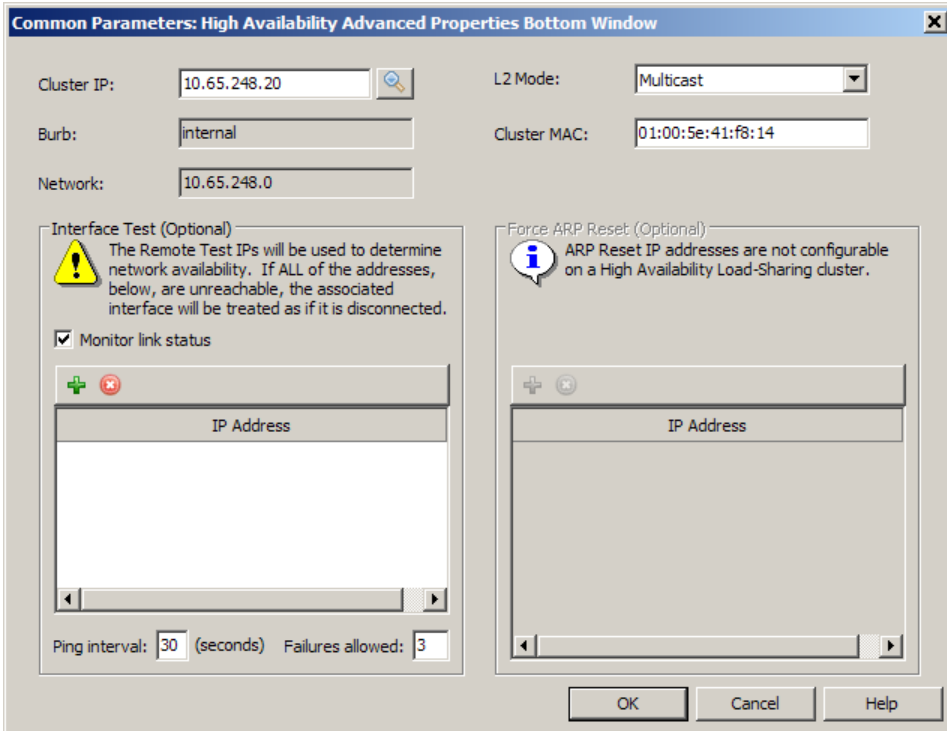 Common Parameters: High Availability Advanced Properties Bottom Window
Cluster IP: 10.65.248.20
L2 Mode: Multicast
Burb: internal
Cluster MAC: 01:00:5e:41:f8:14
Network: 10.65.248.0
Interface Test (Optional)
The Remote Test IPs will be used to determine
network availability. If ALL of the addresses,
below, are unreachable, the associated
interface will be treated as if it is disconnected.
Monitor link status
IP Address
Ping interval: 30 (seconds) Failures allowed: 3
Force ARP Reset (Optional)
ARP Reset IP addresses are not configurable
on a High Availability Load-Sharing cluster.
IP Address
OK Cancel Help